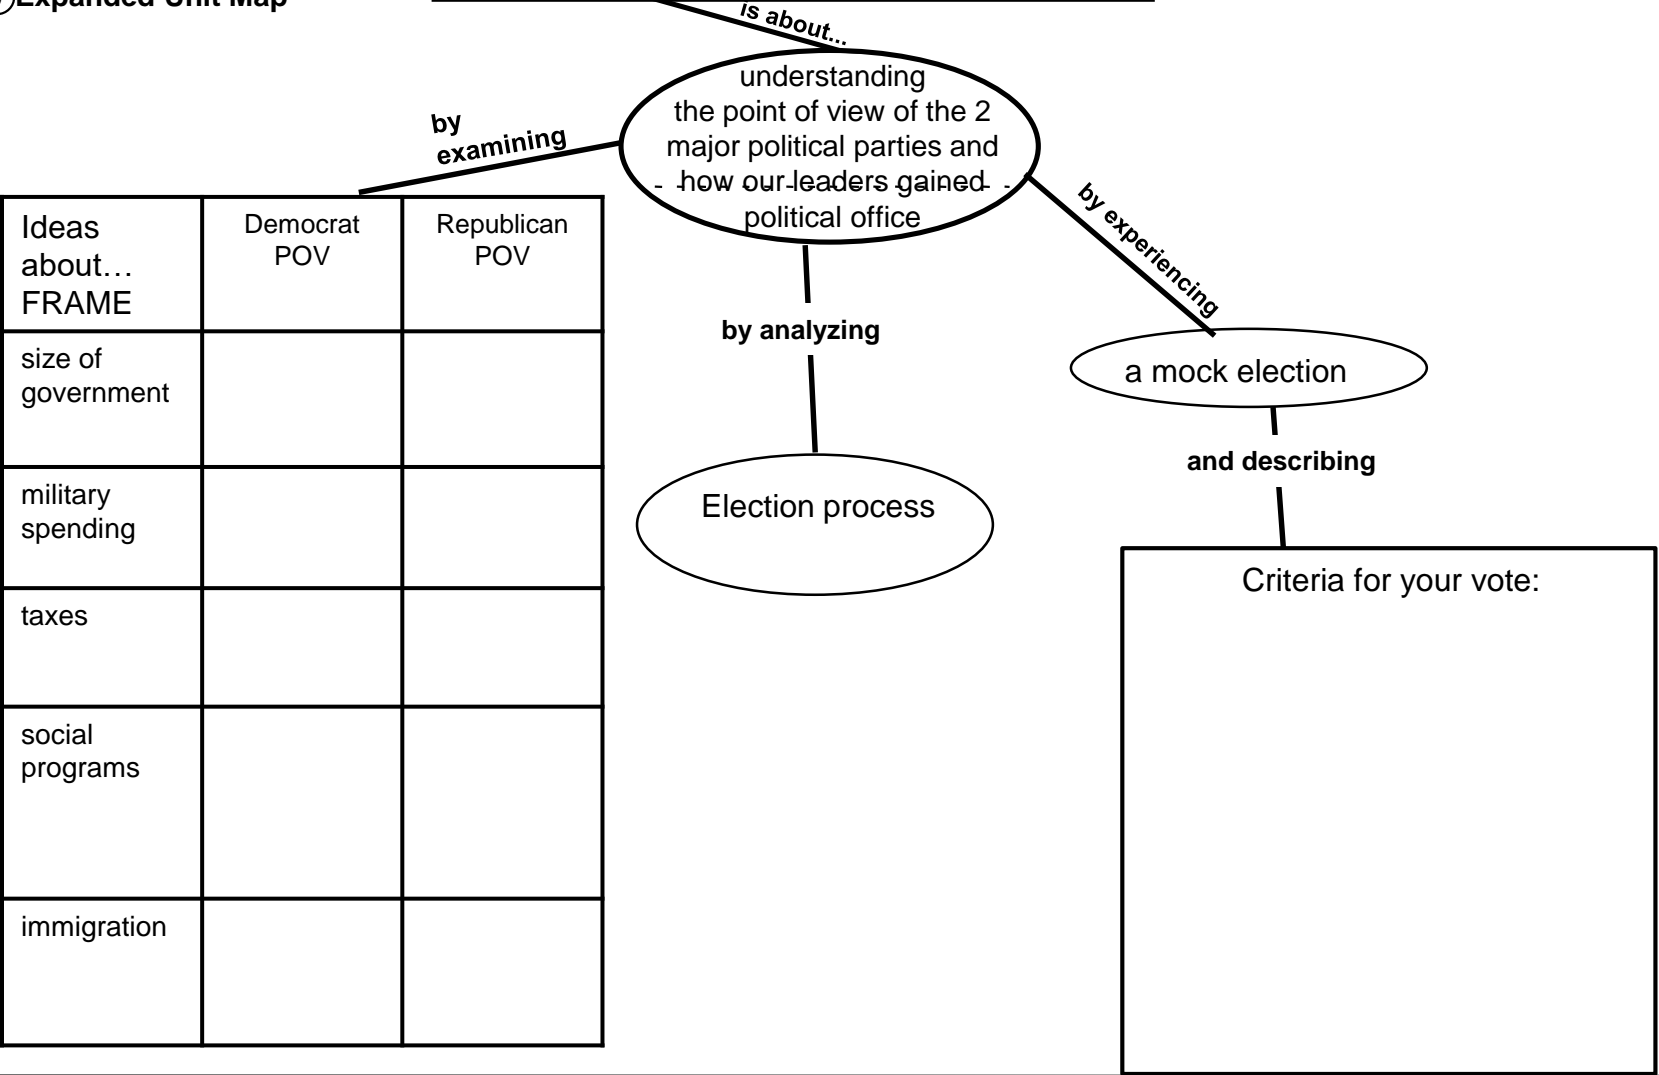 Expanded Unit Map
is about...
understanding
the point of view of the 2
major political parties and
how our leaders gained
political office
by
examining
by experiencing
Ideas
about…
FRAME
Democrat
POV
Republican
POV
size of
government
military
spending
taxes
social
programs
immigration
by analyzing
Election process
a mock election
and describing
Criteria for your vote: